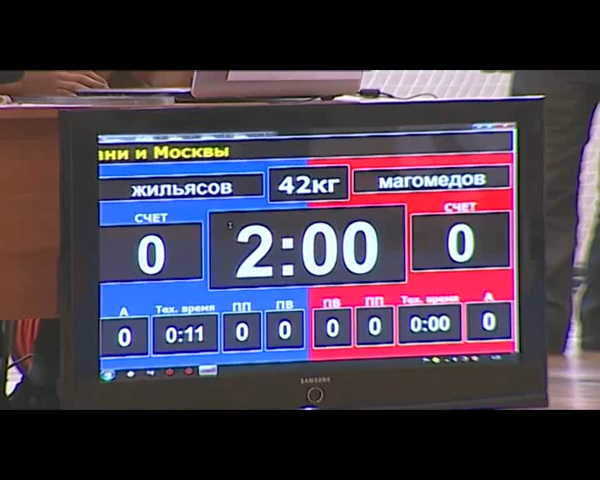 ани и Москвы
жильясов 42кг магомедов
СЧЕТ СЧЕТ
0 2:00 0
А Тех. время ПП ПВ ПВ ПП Тех. время А
0 0:11 0 0 0 0 0:00 0
SAMSUNG